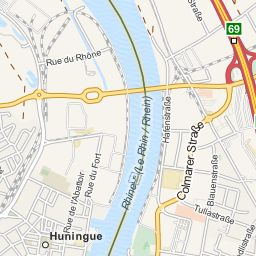 69
Rue du Rhône
Hafenstraße
Colmarer Straße
Rhine - (Le Rhin / Rhein)
Rue du Fort
Rue de l'Abattoir
Blauenstraße
Tullastraße
Huningue